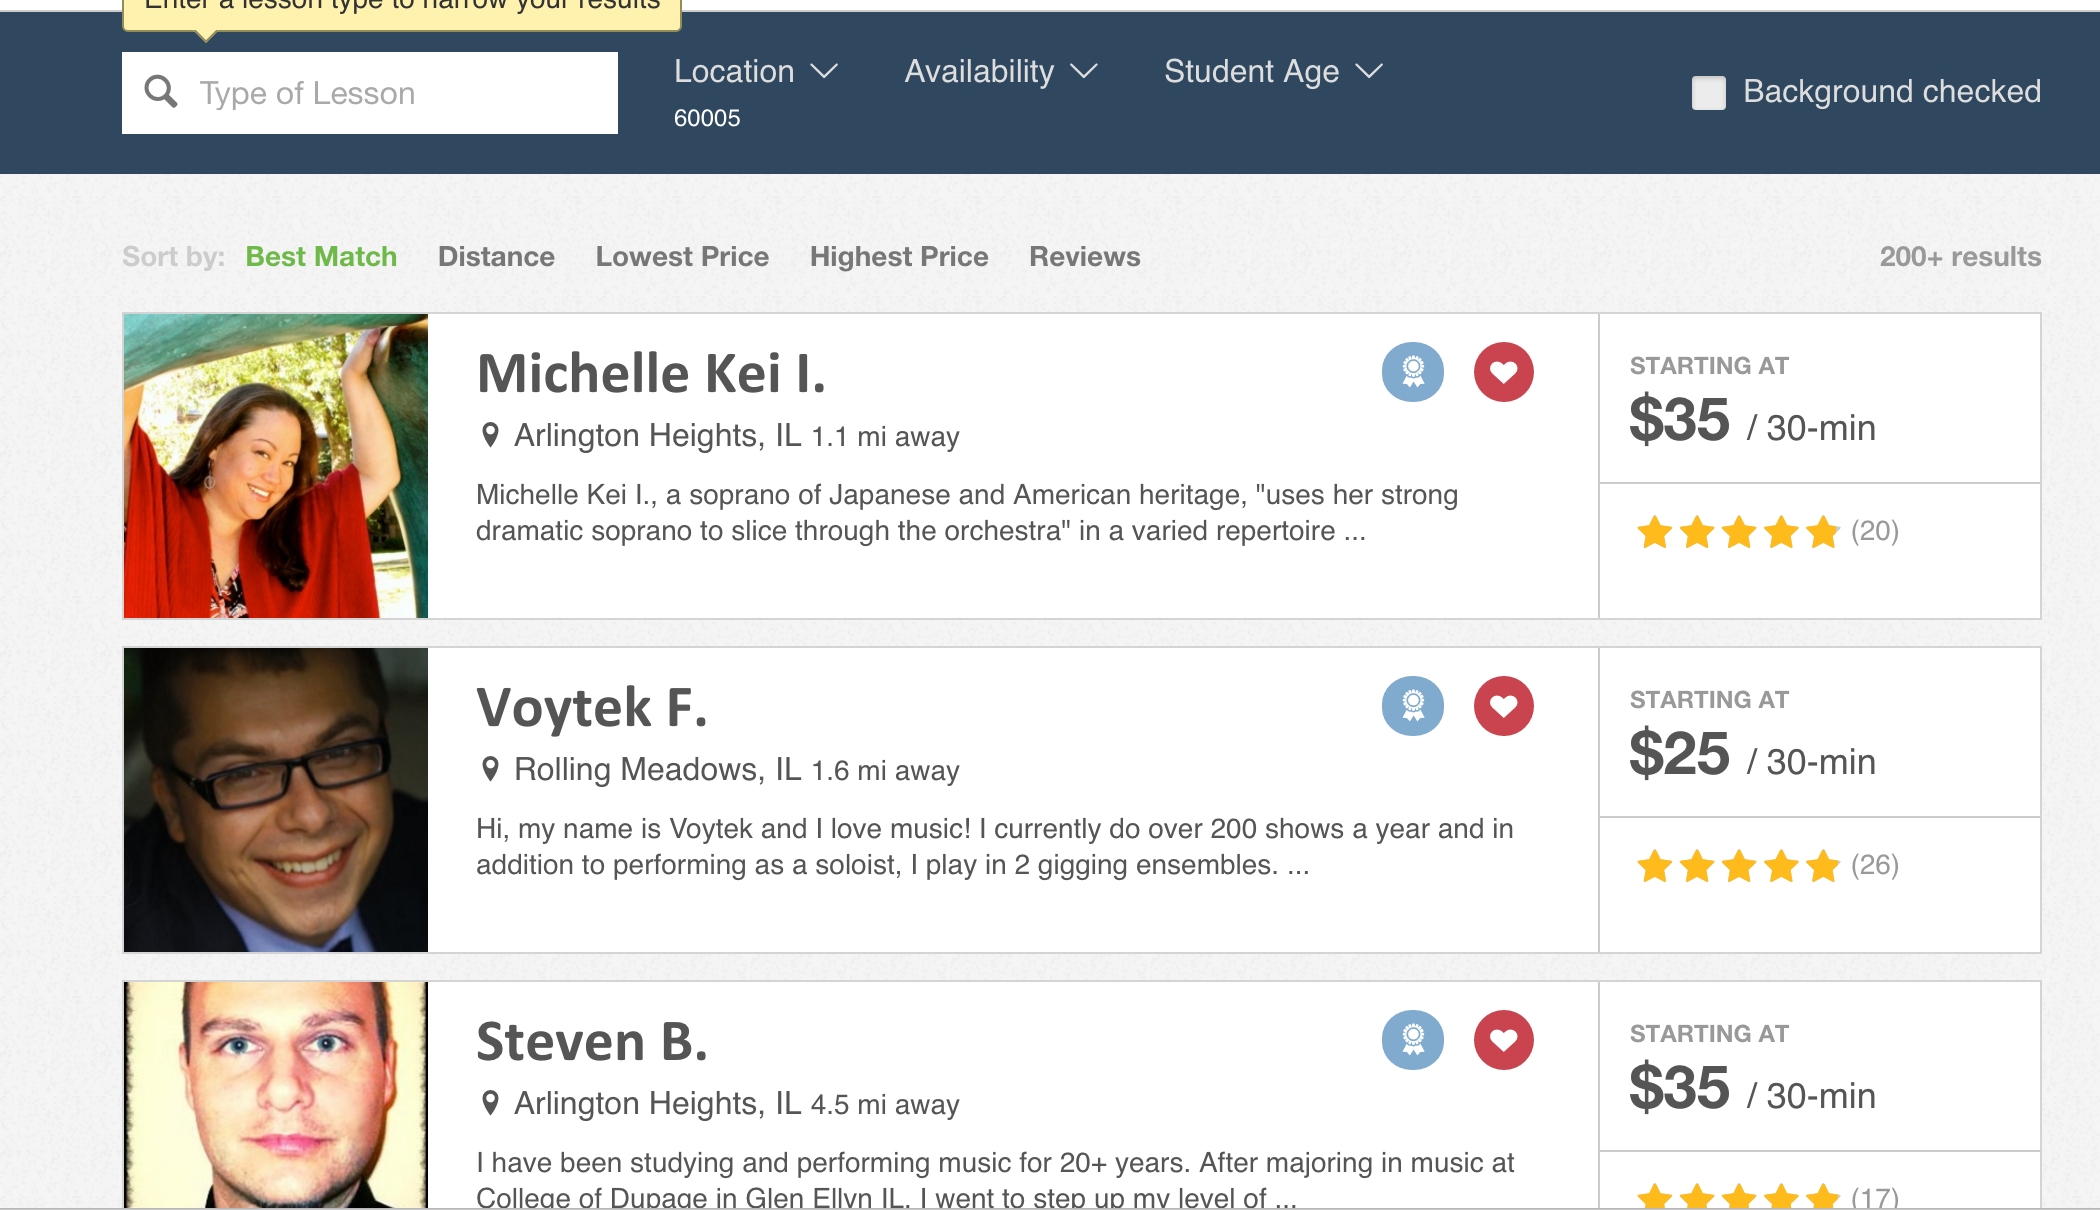 Enter a lesson type to narrow your results
Type of Lesson
Location
60005
Availability
Student Age
Background checked
Sort by: Best Match Distance Lowest Price Highest Price Reviews 200+ results
Michelle Kei I.
Arlington Heights, IL 1.1 mi away
Michelle Kei I., a soprano of Japanese and American heritage, "uses her strong
dramatic soprano to slice through the orchestra" in a varied repertoire ...
STARTING AT
$35 / 30-min
(20)
Voytek F.
Rolling Meadows, IL 1.6 mi away
Hi, my name is Voytek and I love music! I currently do over 200 shows a year and in
addition to performing as a soloist, I play in 2 gigging ensembles. ...
STARTING AT
$25 / 30-min
(26)
Steven B.
Arlington Heights, IL 4.5 mi away
I have been studying and performing music for 20+ years. After majoring in music at
College of Dupage in Glen Ellyn IL. I went to step up my level of ...
STARTING AT
$35 / 30-min
(17)